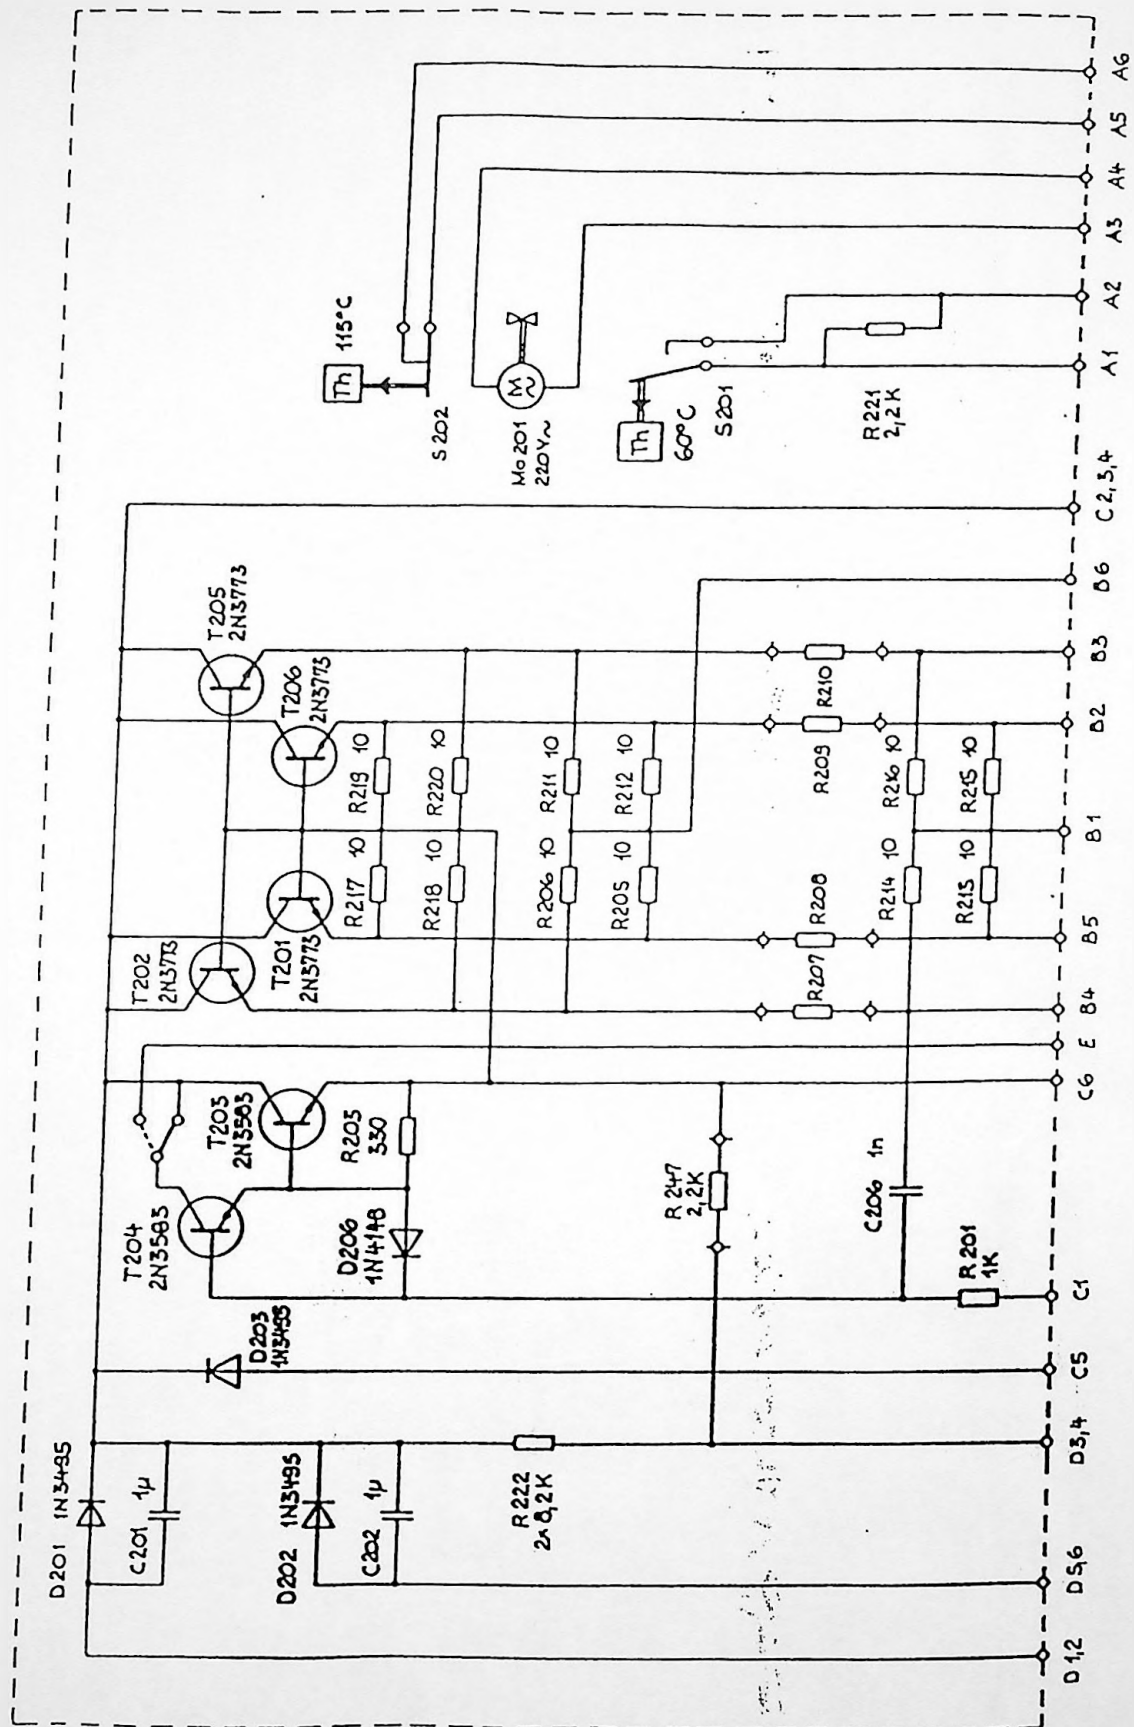 A6
A5
A4
A3
A2
A1
C2,3,4
B6
B3
B2
B1
B5
B4
E
C6
C1
C5
D3,4
D5,6
D1,2
Th
115°C
S202
M
Mo201
220V~
Th
60°C
S201
R221
2,2K
T205
2N3773
T206
2N3773
T202
2N3773
T201
2N3773
R219 10
R220 10
R211 10
R212 10
R210
R209
R216 10
R215 10
R217 10
R218 10
R206 10
R205 10
R208
R207
R214 10
R213 10
T203
2N3583
R203
330
T204
2N3583
D206
1N4148
R247
2,2K
C206 1n
R201
1K
D203
1N3495
D201 1N3495
C201 1µ
D202 1N3495
C202 1µ
R222
2x8,2K